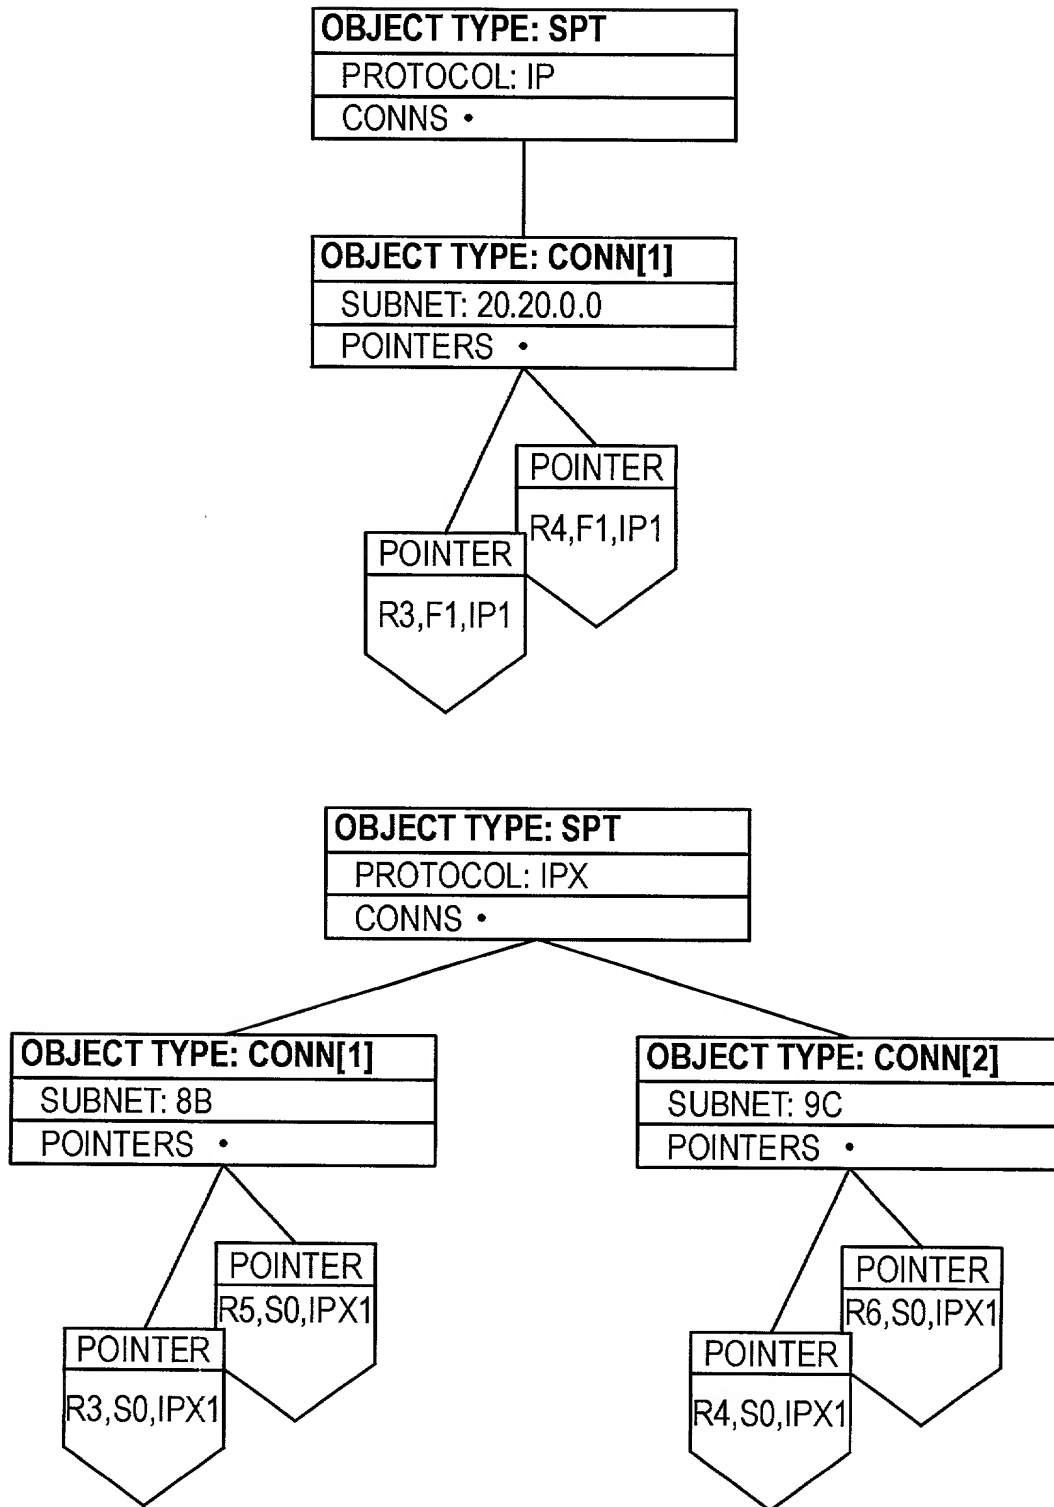 OBJECT TYPE: SPT
PROTOCOL: IP
CONNS •
OBJECT TYPE: CONN[1]
SUBNET: 20.20.0.0
POINTERS •
POINTER
R4,F1,IP1
POINTER
R3,F1,IP1
OBJECT TYPE: SPT
PROTOCOL: IPX
CONNS •
OBJECT TYPE: CONN[1]
SUBNET: 8B
POINTERS •
POINTER
R5,S0,IPX1
POINTER
R3,S0,IPX1
OBJECT TYPE: CONN[2]
SUBNET: 9C
POINTERS •
POINTER
R6,S0,IPX1
POINTER
R4,S0,IPX1